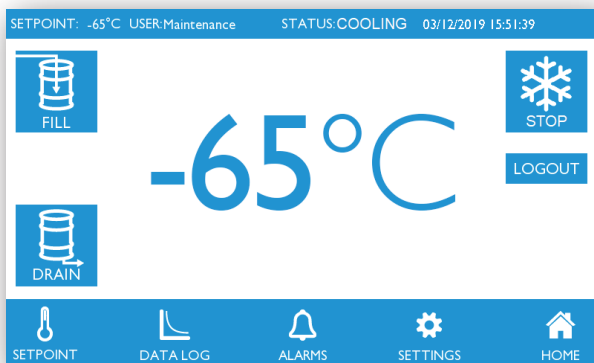 SETPOINT: -65°C USER:Maintenance STATUS:COOLING 03/12/2019 15:51:39
FILL
STOP
-65°C
LOGOUT
DRAIN
SETPOINT DATA LOG ALARMS SETTINGS HOME